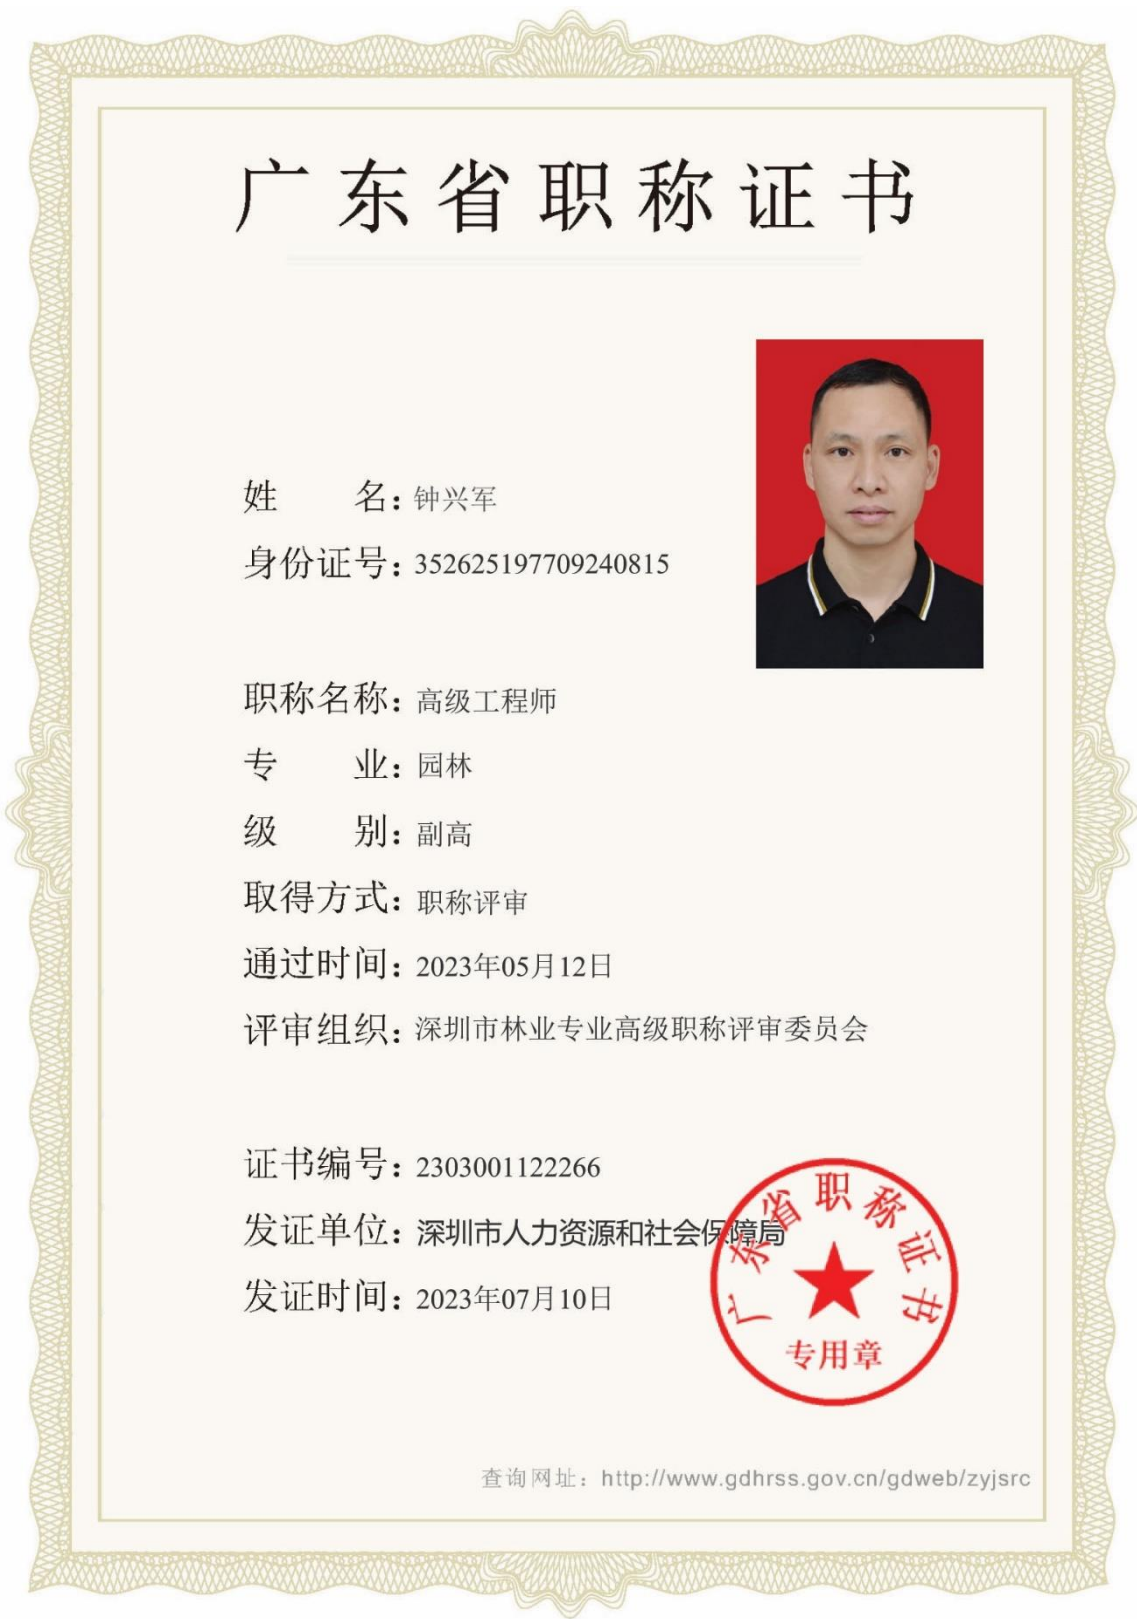 广东省职称证书
姓 名：钟兴军
身份证号：352625197709240815
职称名称：高级工程师
专 业：园林
级 别：副高
取得方式：职称评审
通过时间：2023年05月12日
评审组织：深圳市林业专业高级职称评审委员会
证书编号：2303001122266
发证单位：深圳市人力资源和社会保障局
发证时间：2023年07月10日
广东省职称证书
专用章
查询网址：http://www.gdhrss.gov.cn/gdweb/zyjsrc